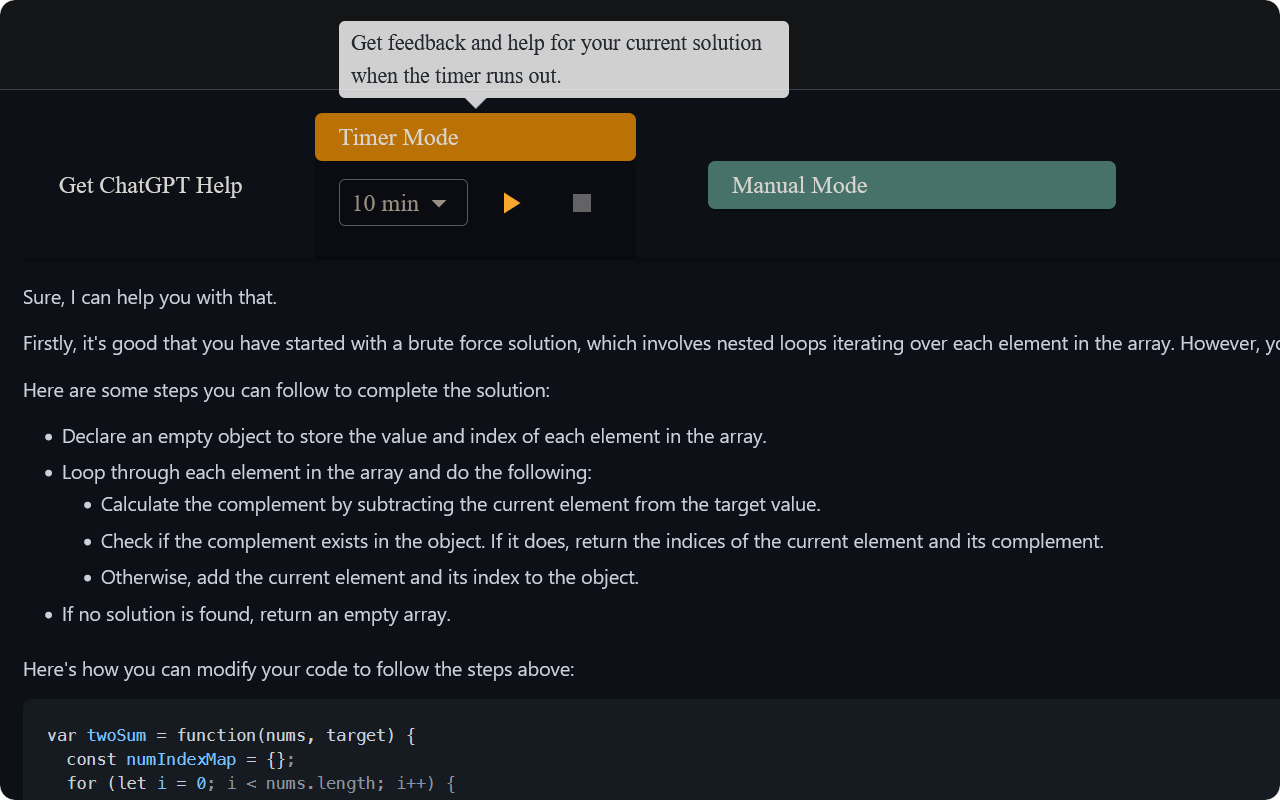 Get feedback and help for your current solution
when the timer runs out.
Timer Mode
Get ChatGPT Help
Manual Mode
10 min
Sure, I can help you with that.
Firstly, it's good that you have started with a brute force solution, which involves nested loops iterating over each element in the array. However,
Here are some steps you can follow to complete the solution:
• Declare an empty object to store the value and index of each element in the array.
• Loop through each element in the array and do the following:
• Calculate the complement by subtracting the current element from the target value.
• Check if the complement exists in the object. If it does, return the indices of the current element and its complement.
• Otherwise, add the current element and its index to the object.
• If no solution is found, return an empty array.
Here's how you can modify your code to follow the steps above:
var twoSum = function(nums, target) {
const numIndexMap = {};
for (let i = 0; i < nums.length; i++) {